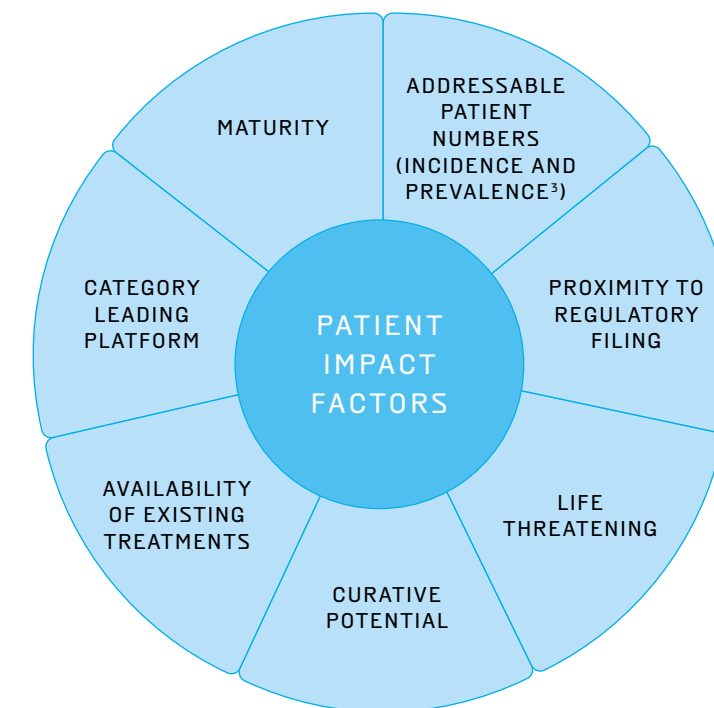 MATURITY
ADDRESSABLE
PATIENT
NUMBERS
(INCIDENCE AND
PREVALENCE³)
PROXIMITY TO
REGULATORY
FILING
LIFE
THREATENING
CURATIVE
POTENTIAL
AVAILABILITY
OF EXISTING
TREATMENTS
CATEGORY
LEADING
PLATFORM
PATIENT
IMPACT
FACTORS